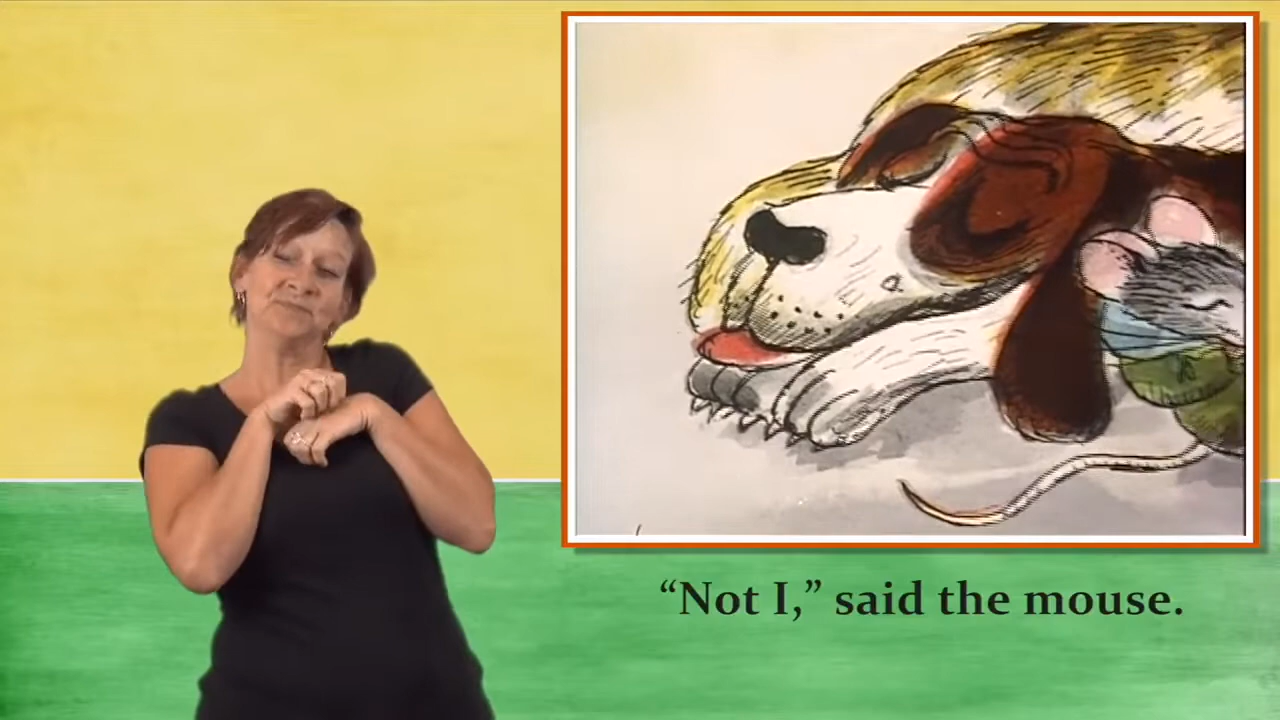 “Not I,” said the mouse.